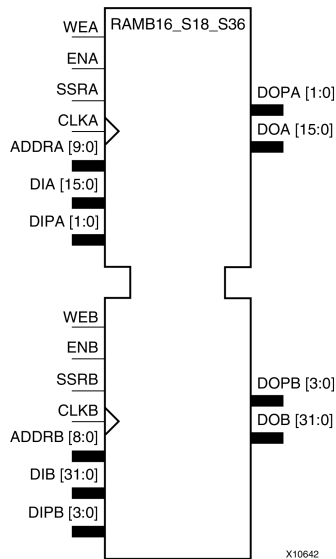 RAMB16_S18_S36
WEA
ENA
SSRA
CLKA
ADDRA [9:0]
DIA [15:0]
DIPA [1:0]
DOPA [1:0]
DOA [15:0]
WEB
ENB
SSRB
CLKB
ADDRB [8:0]
DIB [31:0]
DIPB [3:0]
DOPB [3:0]
DOB [31:0]
X10642